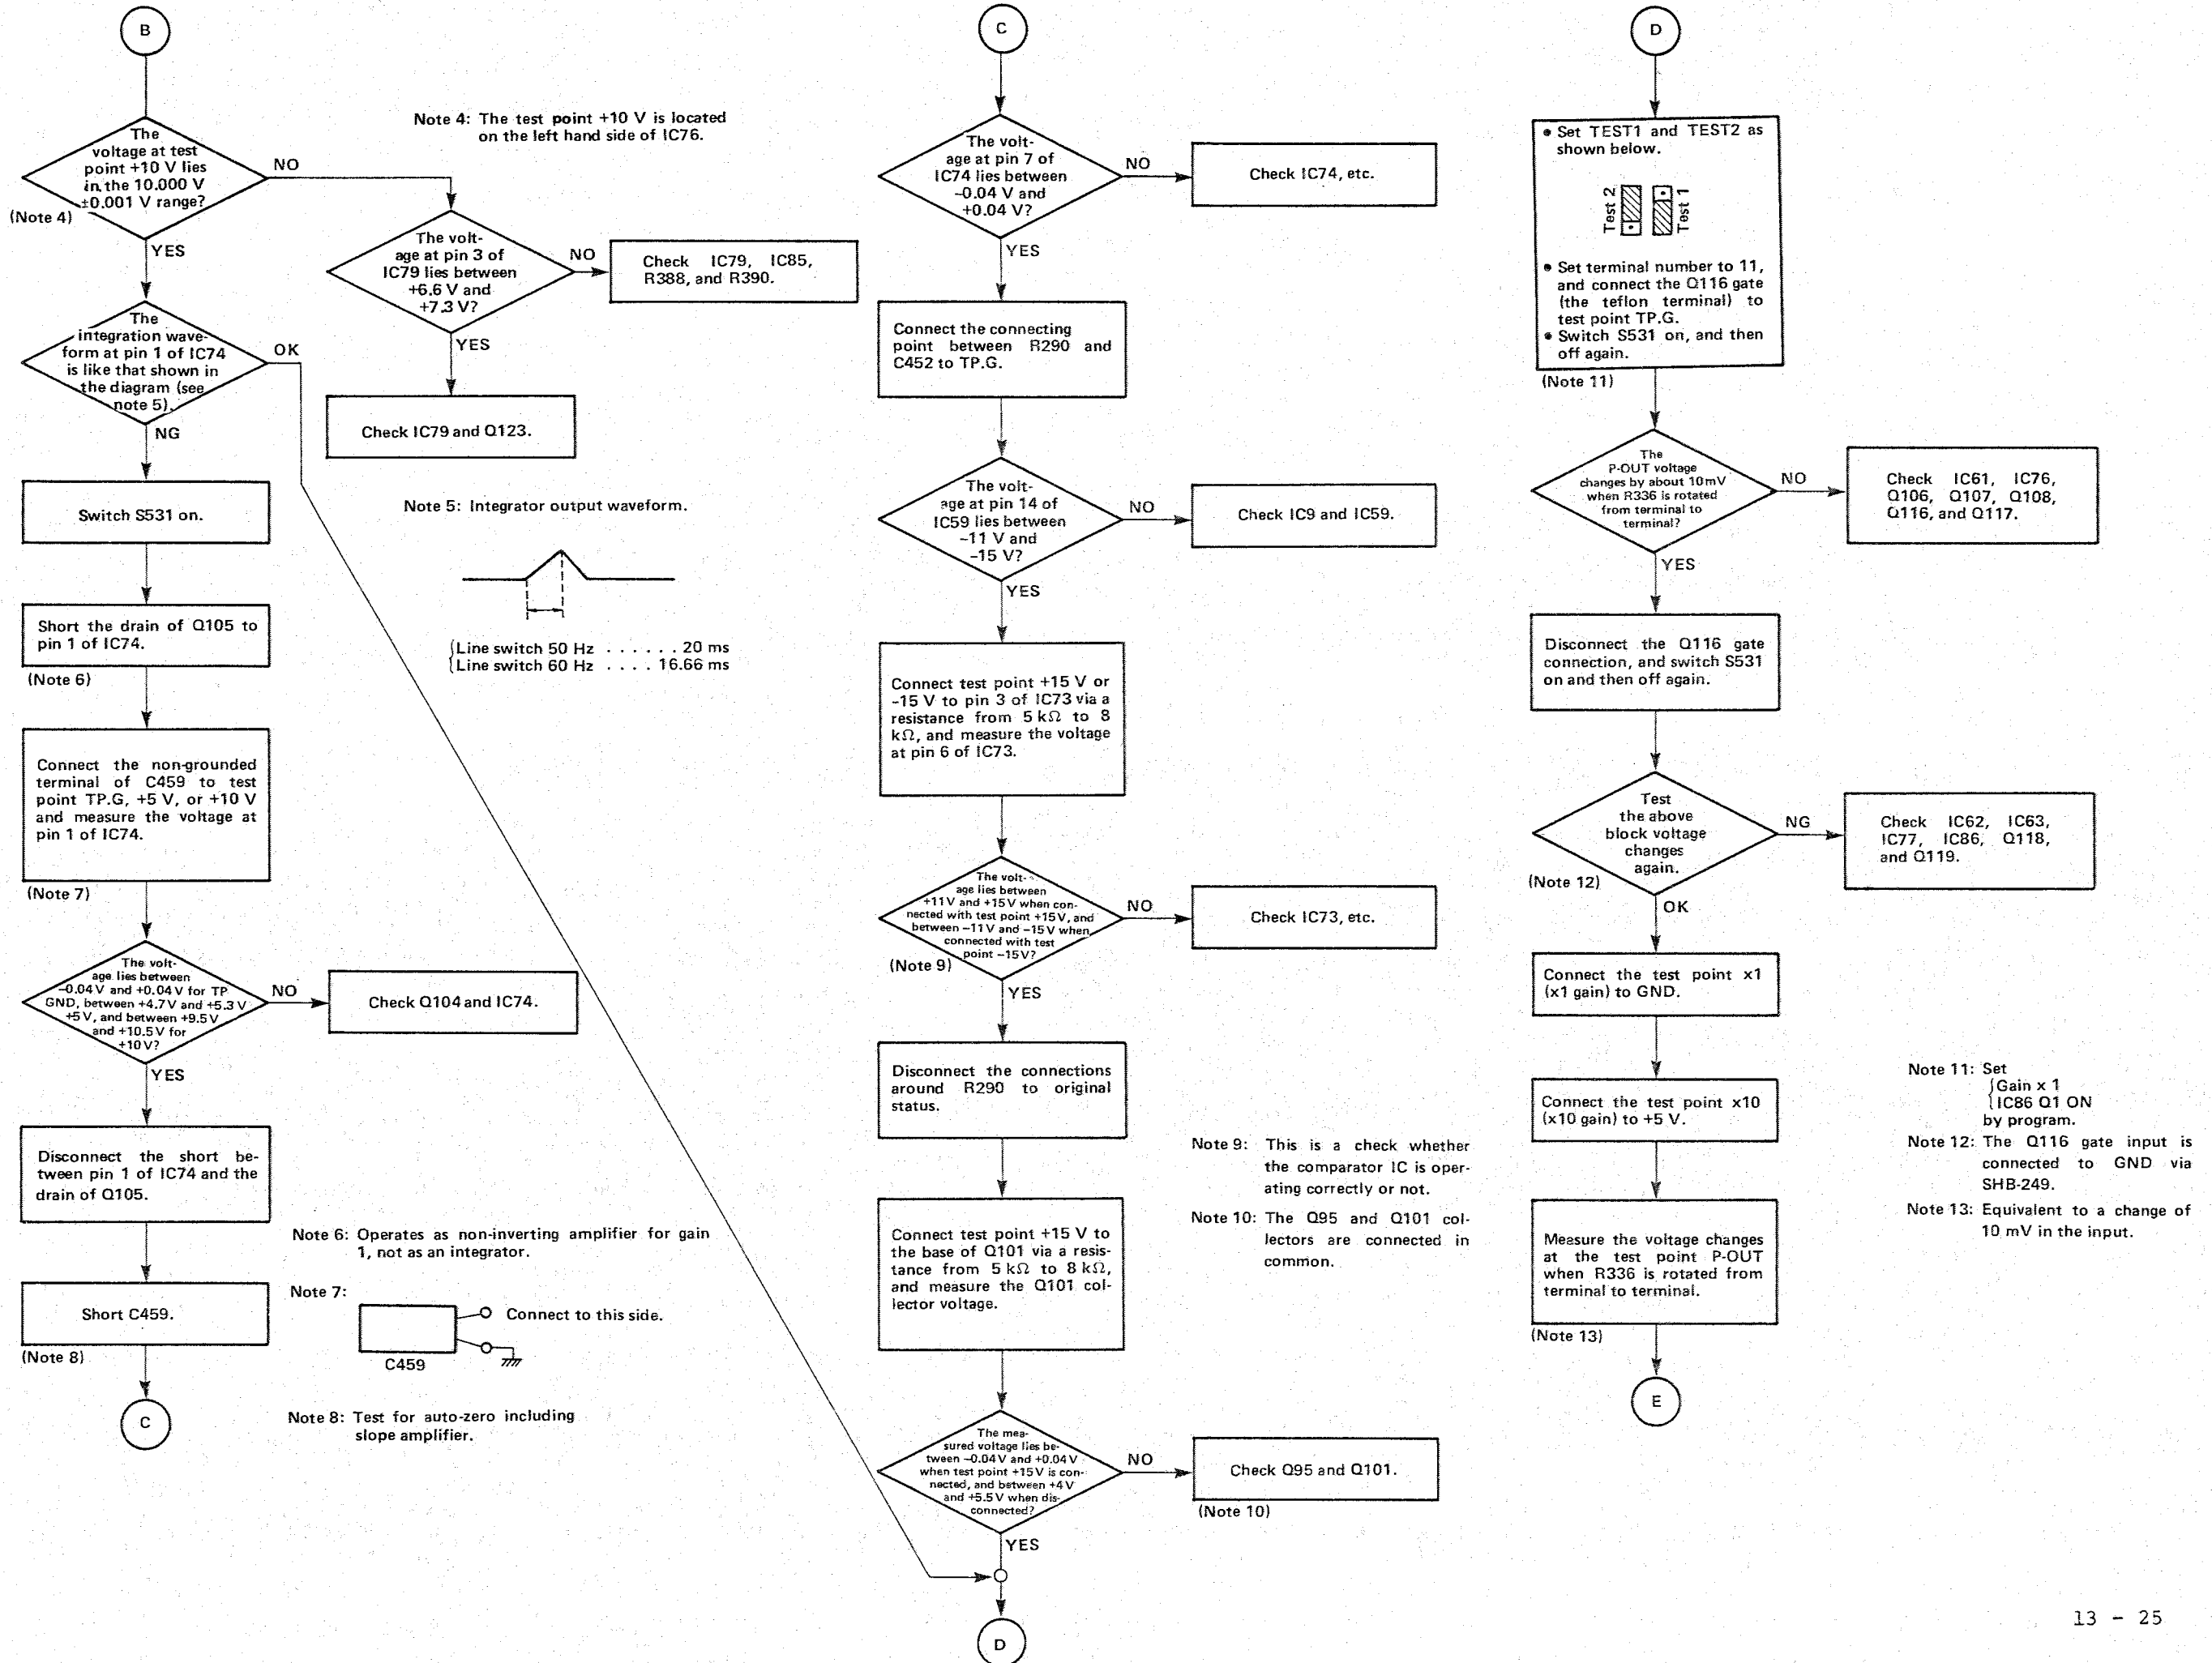 B
The
voltage at test
point +10 V lies
in the 10.000 V
±0.001 V range?
(Note 4)
NO
YES
Note 4: The test point +10 V is located
on the left hand side of IC76.
The volt-
age at pin 3 of
IC79 lies between
+6.6 V and
+7.3 V?
NO
Check IC79, IC85,
R388, and R390.
YES
Check IC79 and Q123.
The
integration wave-
form at pin 1 of IC74
is like that shown in
the diagram (see
note 5).
OK
NG
Switch S531 on.
Note 5: Integrator output waveform.
Line switch 50 Hz . . . . . . 20 ms
Line switch 60 Hz . . . . 16.66 ms
Short the drain of Q105 to
pin 1 of IC74.
(Note 6)
Connect the non-grounded
terminal of C459 to test
point TP.G, +5 V, or +10 V
and measure the voltage at
pin 1 of IC74.
(Note 7)
The volt-
age lies between
-0.04 V and +0.04 V for TP
GND, between +4.7 V and +5.3 V
+5 V, and between +9.5 V
and +10.5 V for
+10 V?
NO
Check Q104 and IC74.
YES
Disconnect the short be-
tween pin 1 of IC74 and the
drain of Q105.
Note 6: Operates as non-inverting amplifier for gain
1, not as an integrator.
Short C459.
(Note 8)
Note 7:
Connect to this side.
C459
C
Note 8: Test for auto-zero including
slope amplifier.
C
The volt-
age at pin 7 of
IC74 lies between
-0.04 V and
+0.04 V?
NO
Check IC74, etc.
YES
Connect the connecting
point between R290 and
C452 to TP.G.
The volt-
age at pin 14 of
IC59 lies between
-11 V and
-15 V?
NO
Check IC9 and IC59.
YES
Connect test point +15 V or
-15 V to pin 3 of IC73 via a
resistance from 5 kΩ to 8
kΩ, and measure the voltage
at pin 6 of IC73.
The volt-
age lies between
+11 V and +15 V when con-
nected with test point +15 V, and
between -11 V and -15 V when
connected with test
point -15 V?
(Note 9)
NO
Check IC73, etc.
YES
Disconnect the connections
around R290 to original
status.
Note 9: This is a check whether
the comparator IC is oper-
ating correctly or not.
Note 10: The Q95 and Q101 col-
lectors are connected in
common.
Connect test point +15 V to
the base of Q101 via a resis-
tance from 5 kΩ to 8 kΩ,
and measure the Q101 col-
lector voltage.
The mea-
sured voltage lies be-
tween -0.04 V and +0.04 V
when test point +15 V is con-
nected, and between +4 V
and +5.5 V when dis-
connected?
NO
Check Q95 and Q101.
(Note 10)
YES
D
D
• Set TEST1 and TEST2 as
shown below.
Test 2
Test 1
• Set terminal number to 11,
and connect the Q116 gate
(the teflon terminal) to
test point TP.G.
• Switch S531 on, and then
off again.
(Note 11)
The
P-OUT voltage
changes by about 10 mV
when R336 is rotated
from terminal to
terminal?
NO
Check IC61, IC76,
Q106, Q107, Q108,
Q116, and Q117.
YES
Disconnect the Q116 gate
connection, and switch S531
on and then off again.
Test
the above
block voltage
changes
again.
(Note 12)
NG
Check IC62, IC63,
IC77, IC86, Q118,
and Q119.
OK
Connect the test point x1
(x1 gain) to GND.
Connect the test point x10
(x10 gain) to +5 V.
Measure the voltage changes
at the test point P-OUT
when R336 is rotated from
terminal to terminal.
(Note 13)
E
Note 11: Set
Gain x 1
IC86 Q1 ON
by program.
Note 12: The Q116 gate input is
connected to GND via
SHB-249.
Note 13: Equivalent to a change of
10 mV in the input.
13 - 25